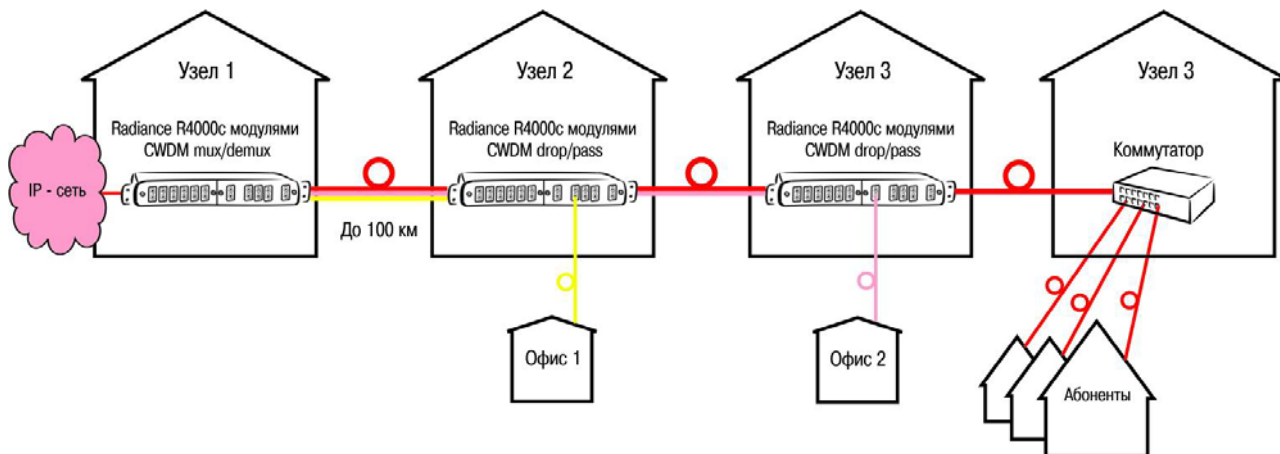 Узел 1
Узел 2
Узел 3
Узел 3
Radiance R4000с модулями
CWDM mux/demux
Radiance R4000с модулями
CWDM drop/pass
Radiance R4000с модулями
CWDM drop/pass
Коммутатор
IP - сеть
До 100 км
Офис 1
Офис 2
Абоненты